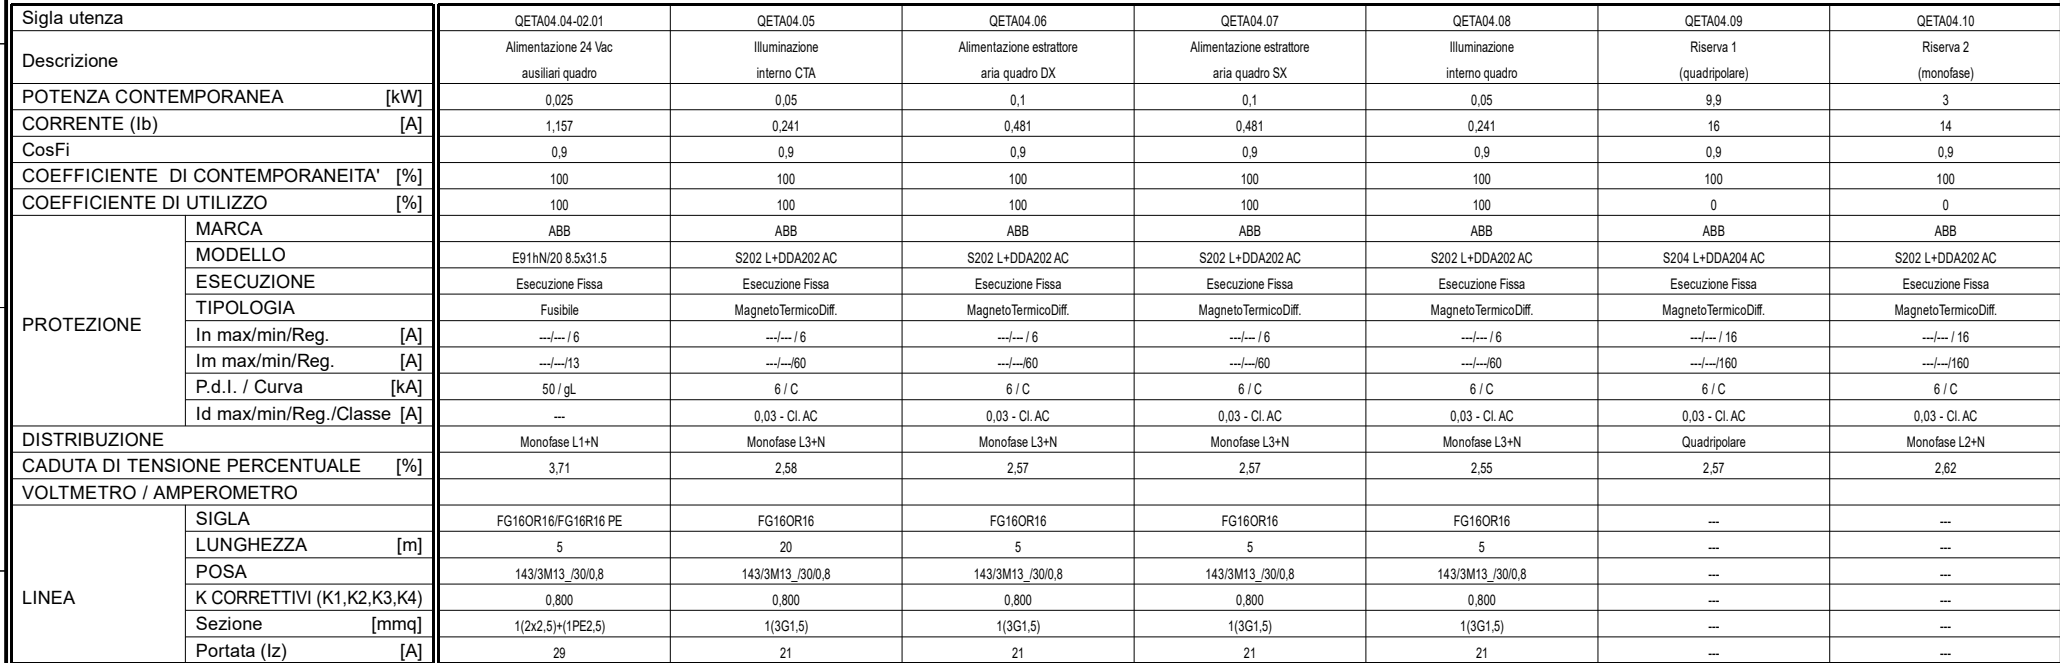 Sigla utenza QETA04.04-02.01 QETA04.05 QETA04.06 QETA04.07 QETA04.08 QETA04.09 QETA04.10
Descrizione Alimentazione 24 Vac ausiliari quadro Illuminazione interno CTA Alimentazione estrattore aria quadro DX Alimentazione estrattore aria quadro SX Illuminazione interno quadro Riserva 1 (quadripolare) Riserva 2 (monofase)
POTENZA CONTEMPORANEA [kW] 0,025 0,05 0,1 0,1 0,05 9,9 3
CORRENTE (Ib) [A] 1,157 0,241 0,481 0,481 0,241 16 14
CosFi 0,9 0,9 0,9 0,9 0,9 0,9 0,9
COEFFICIENTE DI CONTEMPORANEITA' [%] 100 100 100 100 100 100 100
COEFFICIENTE DI UTILIZZO [%] 100 100 100 100 100 0 0
PROTEZIONE
MARCA ABB ABB ABB ABB ABB ABB ABB
MODELLO E91hN/20 8.5x31.5 S202 L+DDA202 AC S202 L+DDA202 AC S202 L+DDA202 AC S202 L+DDA202 AC S204 L+DDA204 AC S202 L+DDA202 AC
ESECUZIONE Esecuzione Fissa Esecuzione Fissa Esecuzione Fissa Esecuzione Fissa Esecuzione Fissa Esecuzione Fissa Esecuzione Fissa
TIPOLOGIA Fusibile MagnetoTermicoDiff. MagnetoTermicoDiff. MagnetoTermicoDiff. MagnetoTermicoDiff. MagnetoTermicoDiff. MagnetoTermicoDiff.
In max/min/Reg. [A] ---/--- / 6 ---/--- / 6 ---/--- / 6 ---/--- / 6 ---/--- / 6 ---/--- / 16 ---/--- / 16
Im max/min/Reg. [A] ---/---/13 ---/---/60 ---/---/60 ---/---/60 ---/---/60 ---/---/160 ---/---/160
P.d.I. / Curva [kA] 50 / gL 6 / C 6 / C 6 / C 6 / C 6 / C 6 / C
Id max/min/Reg./Classe [A] --- 0,03 - Cl. AC 0,03 - Cl. AC 0,03 - Cl. AC 0,03 - Cl. AC 0,03 - Cl. AC 0,03 - Cl. AC
DISTRIBUZIONE Monofase L1+N Monofase L3+N Monofase L3+N Monofase L3+N Monofase L3+N Quadripolare Monofase L2+N
CADUTA DI TENSIONE PERCENTUALE [%] 3,71 2,58 2,57 2,57 2,55 2,57 2,62
VOLTMETRO / AMPEROMETRO
LINEA
SIGLA FG16OR16/FG16R16 PE FG16OR16 FG16OR16 FG16OR16 FG16OR16 --- ---
LUNGHEZZA [m] 5 20 5 5 5 --- ---
POSA 143/3M13_/30/0,8 143/3M13_/30/0,8 143/3M13_/30/0,8 143/3M13_/30/0,8 143/3M13_/30/0,8 --- ---
K CORRETTIVI (K1,K2,K3,K4) 0,800 0,800 0,800 0,800 0,800 --- ---
Sezione [mmq] 1(2x2,5)+(1PE2,5) 1(3G1,5) 1(3G1,5) 1(3G1,5) 1(3G1,5) --- ---
Portata (Iz) [A] 29 21 21 21 21 --- ---